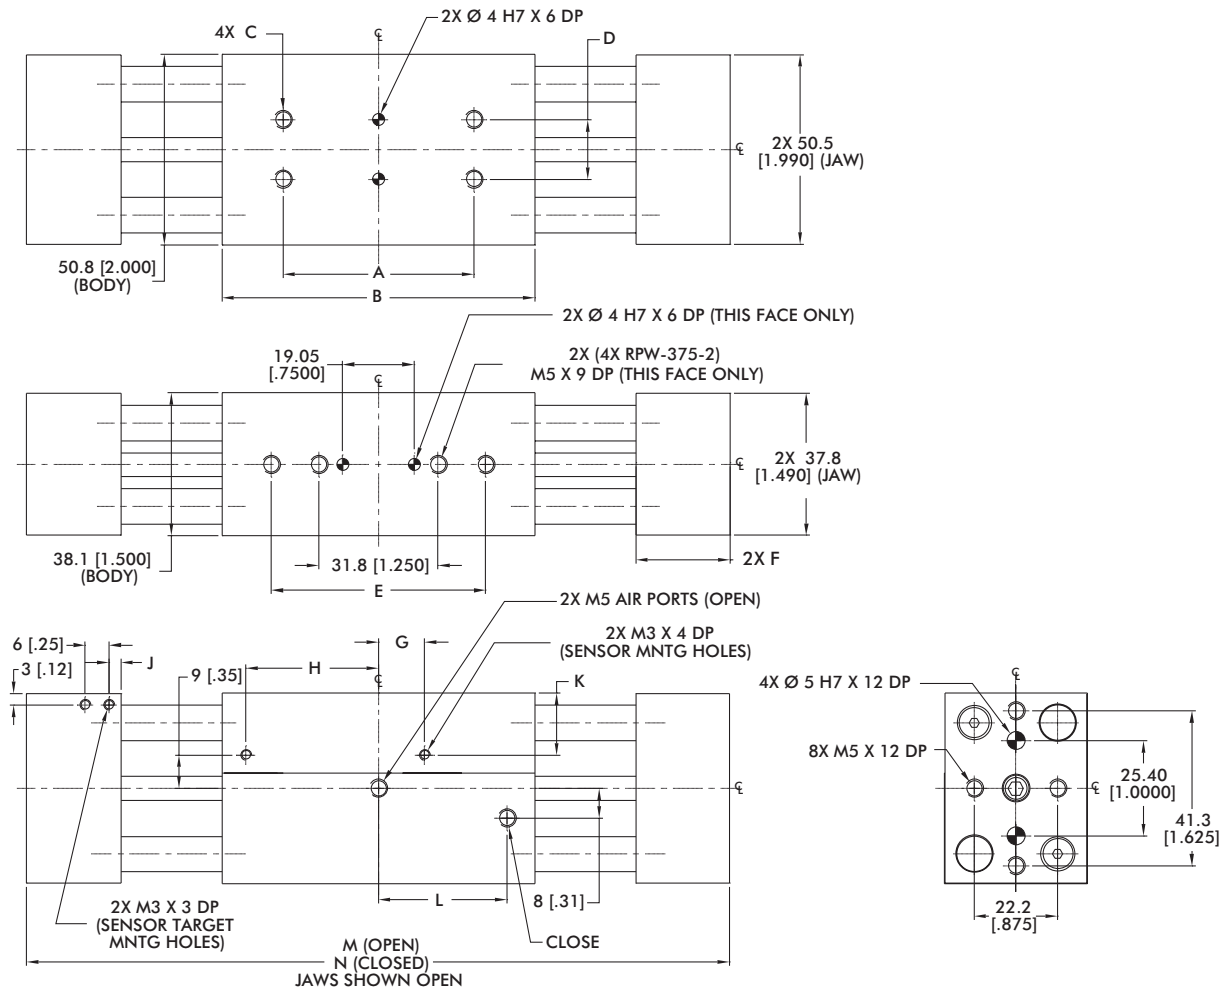 2X Ø 4 H7 X 6 DP
4X C
D
℄
℄
2X 50.5
[1.990] (JAW)
50.8 [2.000]
(BODY)
A
B
2X Ø 4 H7 X 6 DP (THIS FACE ONLY)
19.05
[.7500]
2X (4X RPW-375-2)
M5 X 9 DP (THIS FACE ONLY)
℄
℄
2X 37.8
[1.490] (JAW)
38.1 [1.500]
(BODY)
31.8 [1.250]
E
2X F
2X M5 AIR PORTS (OPEN)
6 [.25]
3 [.12]
J
9 [.35]
H
G
2X M3 X 4 DP
(SENSOR MNTG HOLES)
K
℄
℄
4X Ø 5 H7 X 12 DP
℄
8X M5 X 12 DP
℄
25.40
[1.0000]
41.3
[1.625]
22.2
[.875]
2X M3 X 3 DP
(SENSOR TARGET
MNTG HOLES)
L
8 [.31]
CLOSE
M (OPEN)
N (CLOSED)
JAWS SHOWN OPEN